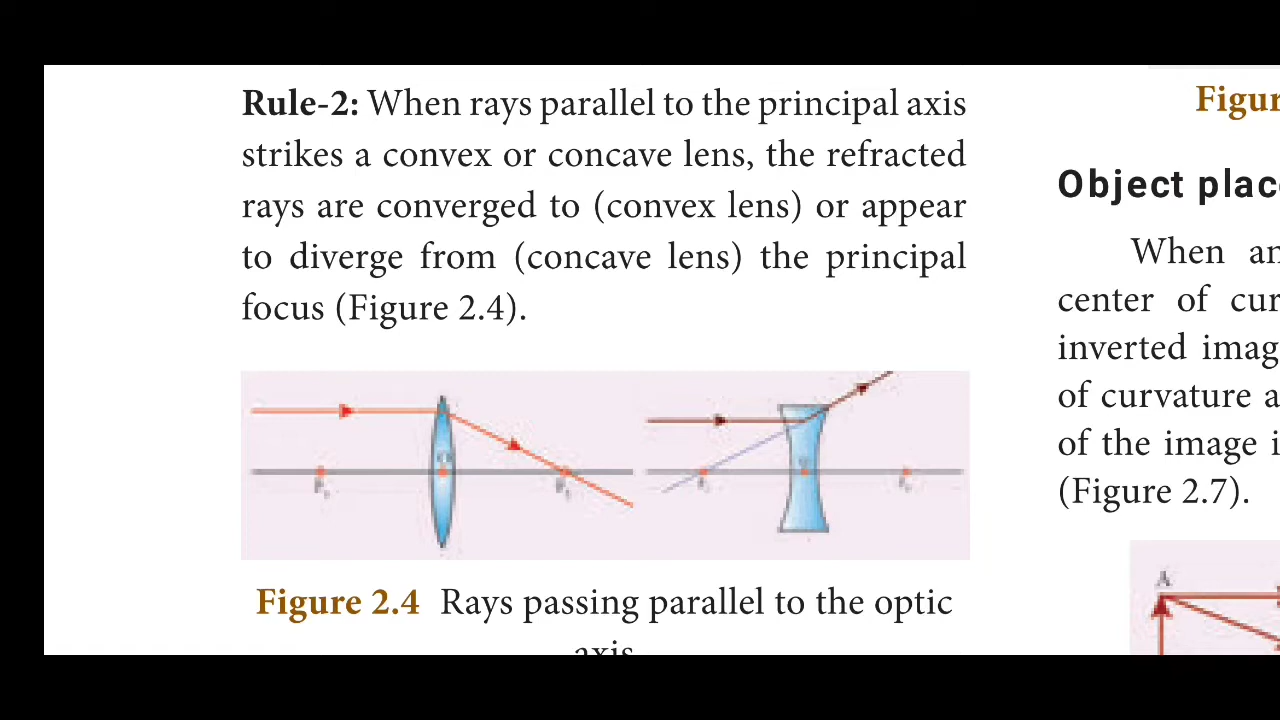 Rule-2: When rays parallel to the principal axis
strikes a convex or concave lens, the refracted
rays are converged to (convex lens) or appear
to diverge from (concave lens) the principal
focus (Figure 2.4).
Figure 2.4 Rays passing parallel to the optic
axis
Figur
Object plac
When an
center of cur
inverted imag
of curvature a
of the image i
(Figure 2.7).
A